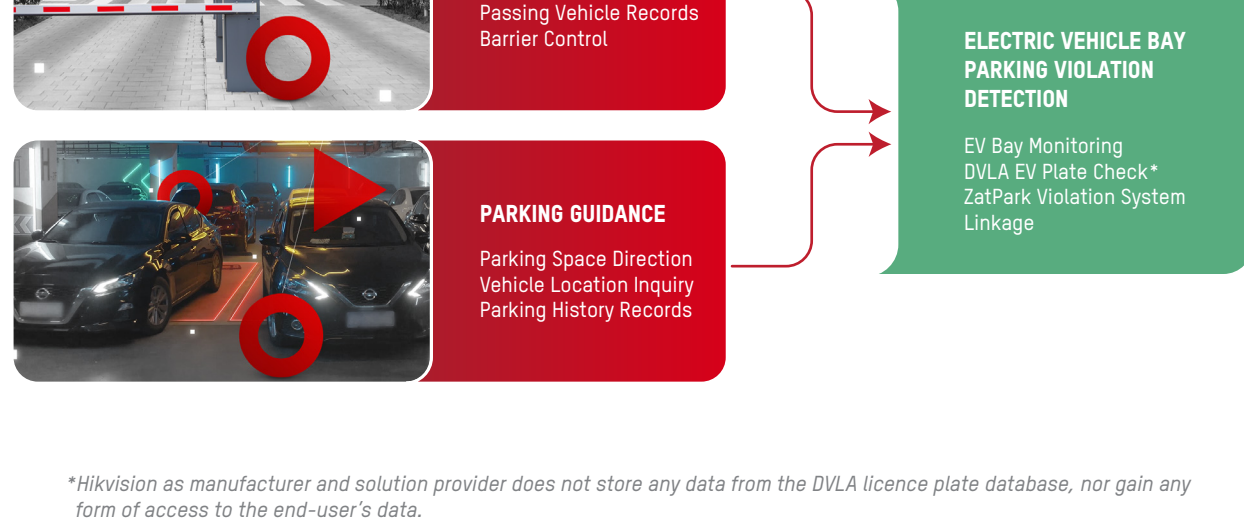 Passing Vehicle Records
Barrier Control
ELECTRIC VEHICLE BAY
PARKING VIOLATION
DETECTION
EV Bay Monitoring
DVLA EV Plate Check*
ZatPark Violation System
Linkage
PARKING GUIDANCE
Parking Space Direction
Vehicle Location Inquiry
Parking History Records
*Hikvision as manufacturer and solution provider does not store any data from the DVLA licence plate database, nor gain any
form of access to the end-user's data.